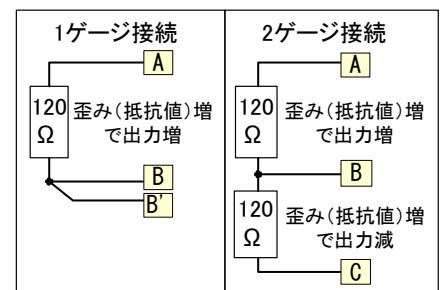 1ゲージ接続
A
120
Ω
歪み(抵抗値)増
で出力増
B
B'
2ゲージ接続
A
120
Ω
歪み(抵抗値)増
で出力増
B
120
Ω
歪み(抵抗値)増
で出力減
C